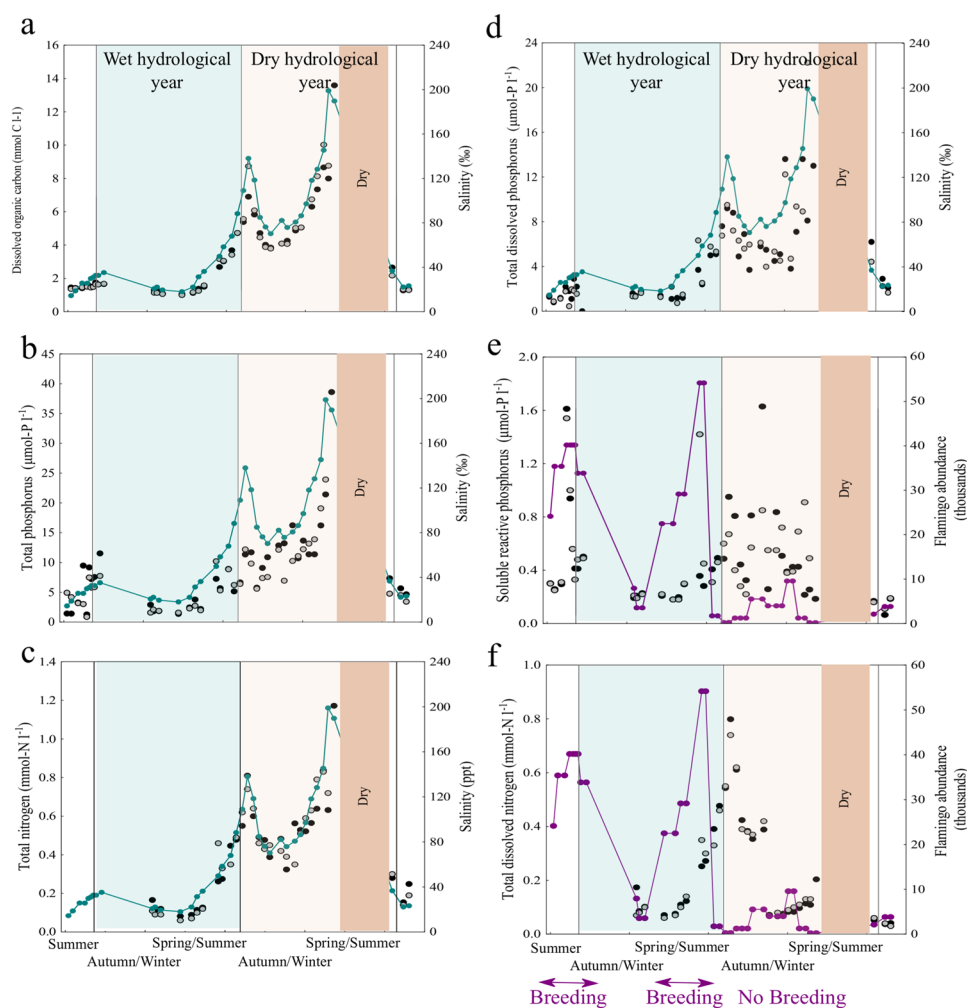 a
16
14
12
10
8
6
4
2
0
Dissolved organic carbon (mmol C l-1)
Wet hydrological
year
Dry hydrological
year
Dry
240
200
160
120
80
40
0
Salinity (‰)
d
24
20
16
12
8
4
0
Total dissolved phosphorus (µmol-P l⁻¹)
Wet hydrological
year
Dry hydrological
year
Dry
240
200
160
120
80
40
0
Salinity (‰)
b
45
40
35
30
25
20
15
10
5
0
Total phosphorus (µmol-P l⁻¹)
Dry
240
200
160
120
80
40
0
Salinity (‰)
e
2.0
1.6
1.2
0.8
0.4
0.0
Soluble reactive phosphorus (µmol-P l⁻¹)
Dry
60
50
40
30
20
10
0
Flamingo abundance
(thousands)
c
1.4
1.2
1.0
0.8
0.6
0.4
0.2
0.0
Total nitrogen (mmol-N l⁻¹)
Dry
240
200
160
120
80
40
0
Salinity (ppt)
Summer
Autumn/Winter
Spring/Summer
Autumn/Winter
Spring/Summer
f
1.0
0.8
0.6
0.4
0.2
0.0
Total dissolved nitrogen (mmol-N l⁻¹)
Dry
60
50
40
30
20
10
0
Flamingo abundance
(thousands)
Summer
Autumn/Winter
Spring/Summer
Autumn/Winter
Spring/Summer
Breeding
Breeding
No Breeding